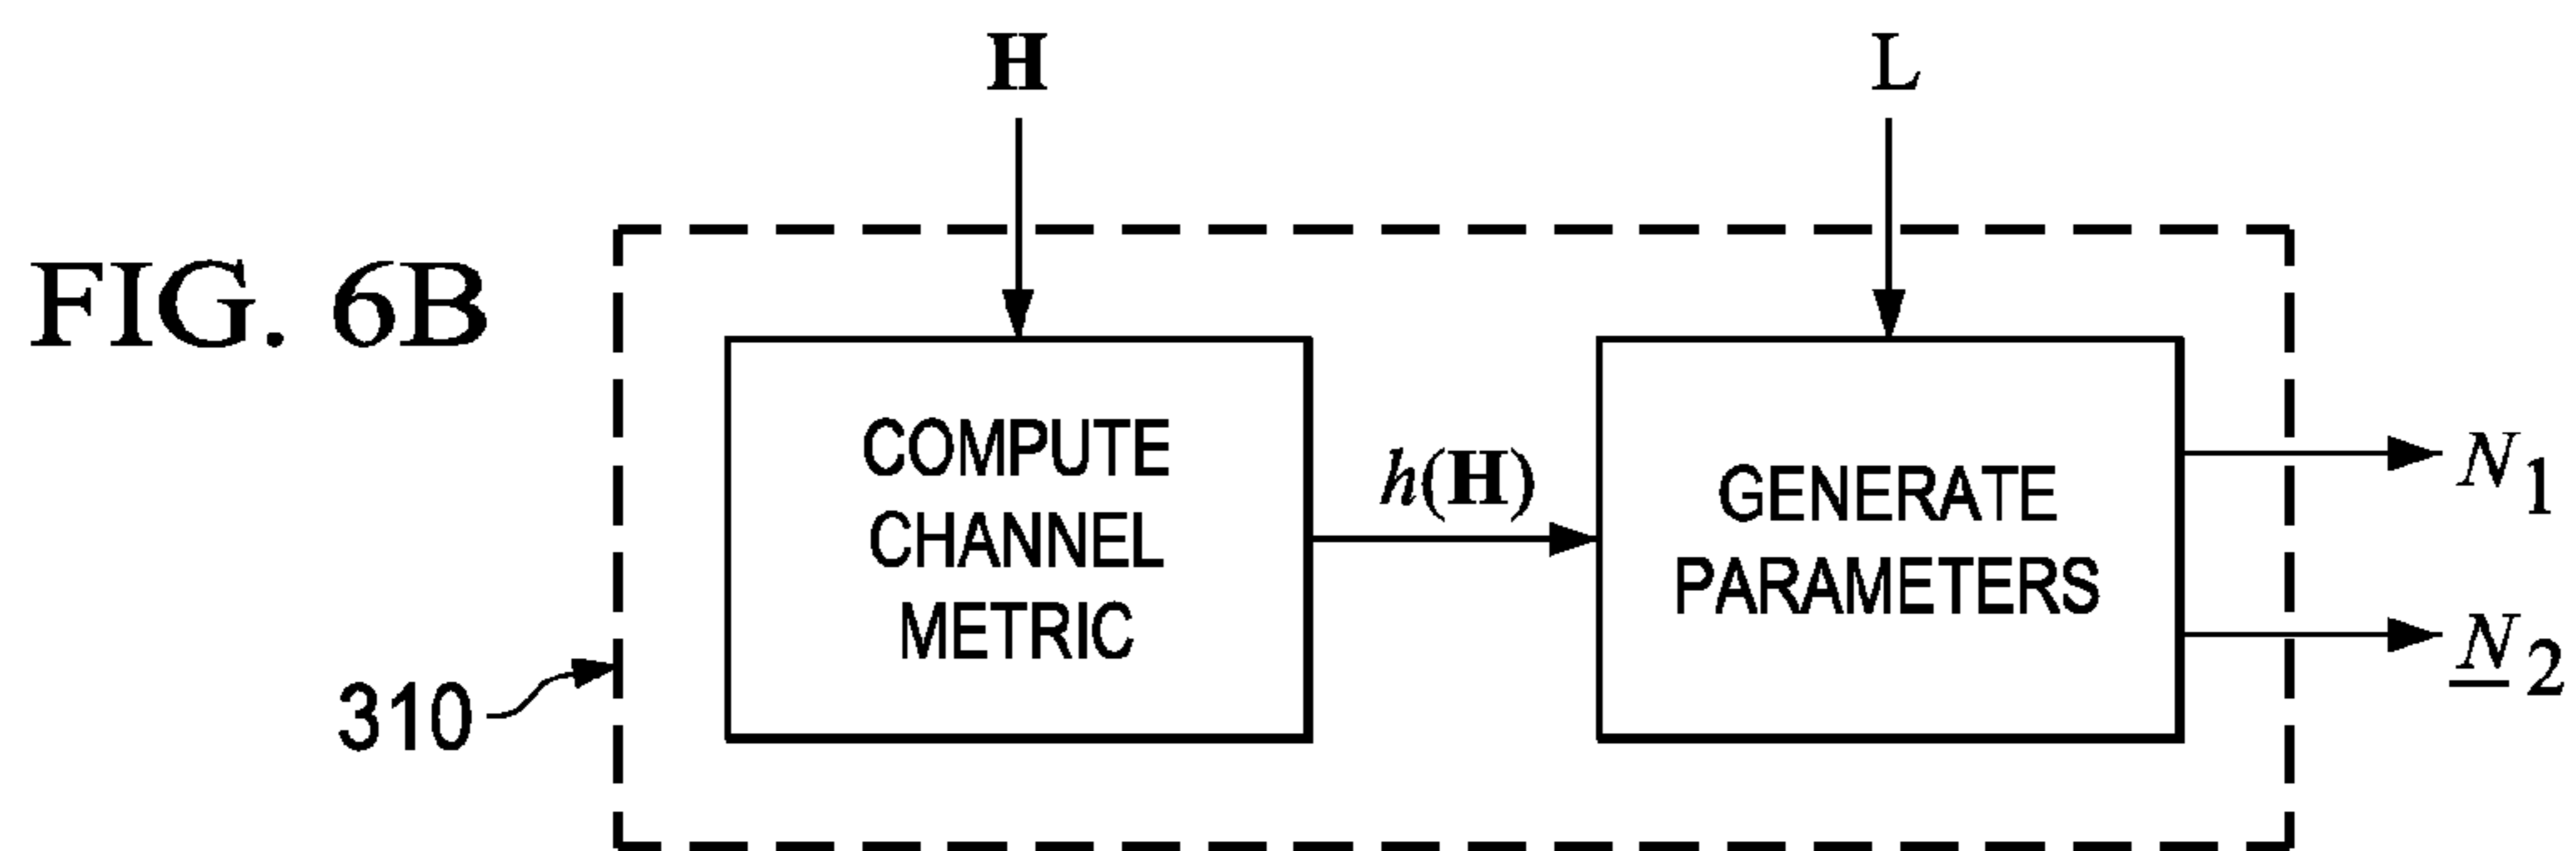 H
L
FIG. 6B
COMPUTE
CHANNEL
METRIC
h(H)
GENERATE
PARAMETERS
N1
N2
310